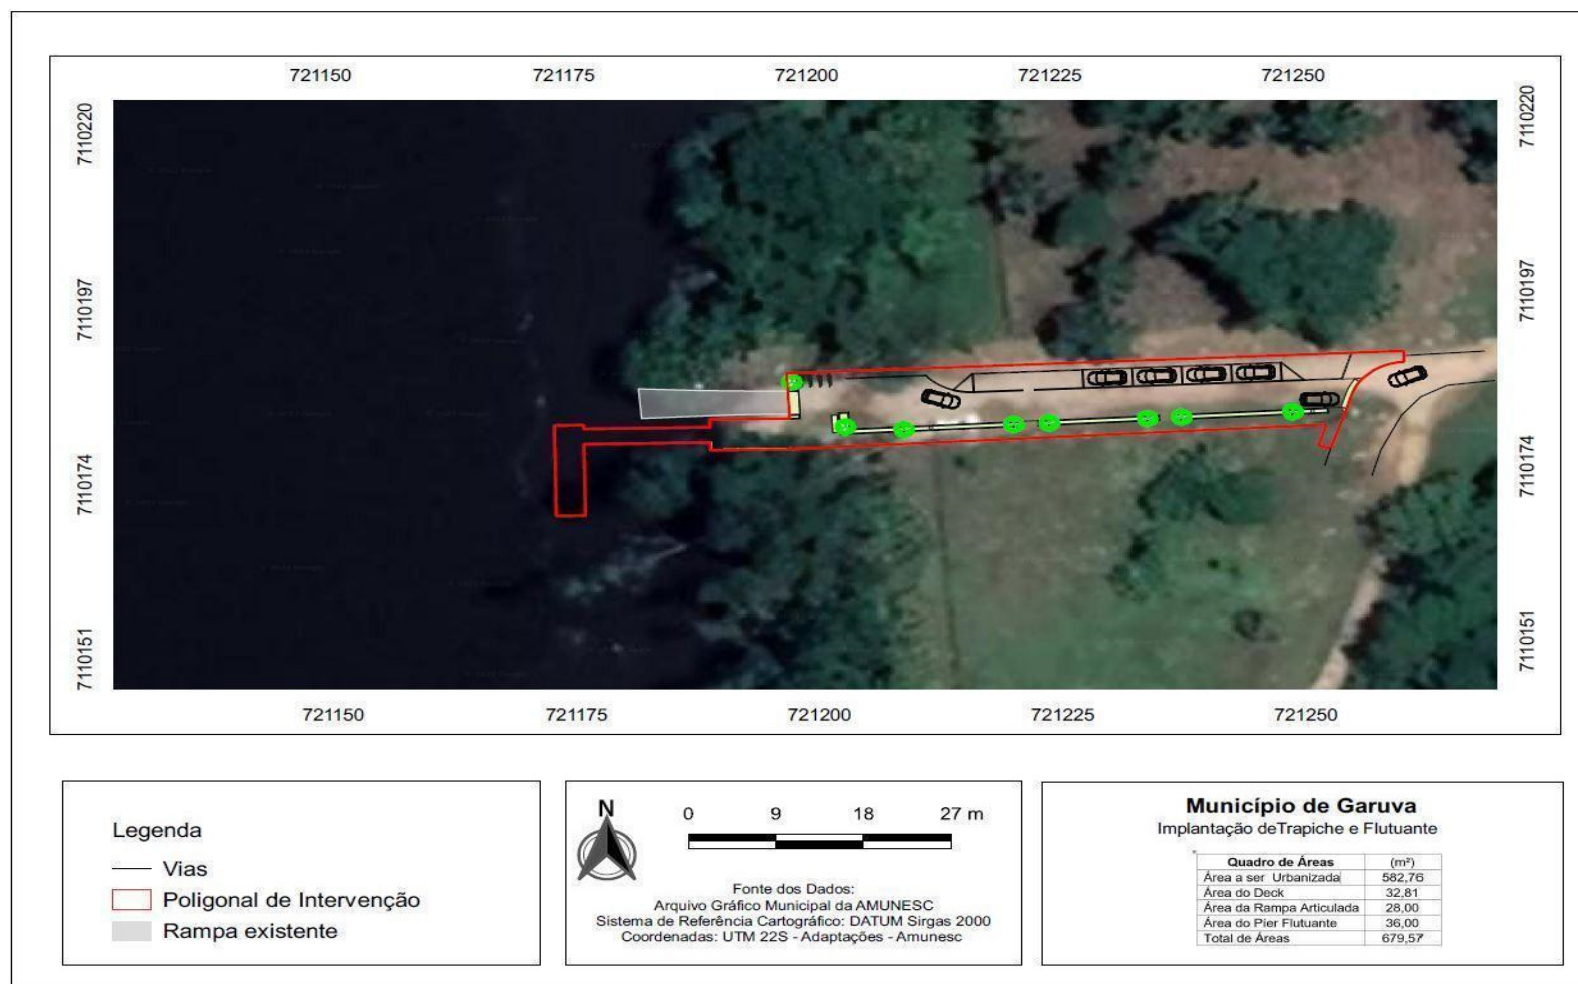 721150 721175 721200 721225 721250
7110220 7110220
7110197 7110197
7110174 7110174
7110151 7110151
721150 721175 721200 721225 721250
Legenda
Vias
Poligonal de Intervenção
Rampa existente
N
0 9 18 27 m
Fonte dos Dados:
Arquivo Gráfico Municipal da AMUNESC
Sistema de Referência Cartográfico: DATUM Sirgas 2000
Coordenadas: UTM 22S - Adaptações - Amunesc
Município de Garuva
Implantação deTrapiche e Flutuante
Quadro de Áreas (m²)
Área a ser Urbanizada 582,76
Área do Deck 32,81
Área da Rampa Articulada 28,00
Área do Píer Flutuante 36,00
Total de Áreas 679,57